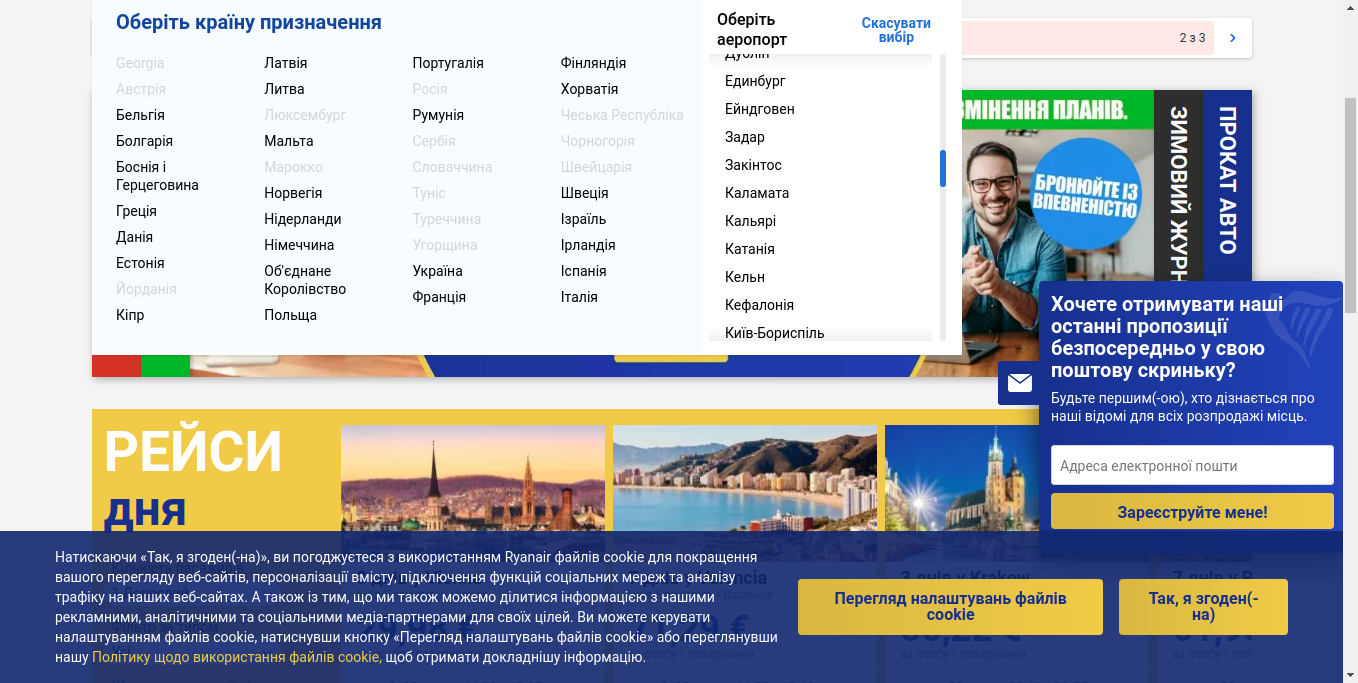 Оберіть країну призначення
Georgia
Австрія
Бельгія
Болгарія
Боснія і
Герцеговина
Греція
Данія
Естонія
Йорданія
Кіпр
Латвія
Литва
Люксембург
Мальта
Марокко
Норвегія
Нідерланди
Німеччина
Об'єднане
Королівство
Польща
Португалія
Росія
Румунія
Сербія
Словаччина
Туніс
Туреччина
Угорщина
Україна
Франція
Фінляндія
Хорватія
Чеська Республіка
Чорногорія
Швейцарія
Швеція
Ізраїль
Ірландія
Іспанія
Італія
Оберіть
аеропорт
Скасувати
вибір
Дублін
Единбург
Ейндговен
Задар
Закінтос
Каламата
Кальярі
Катанія
Кельн
Кефалонія
Київ-Бориспіль
2 з 3
ЗМІНЕННЯ ПЛАНІВ.
БРОНЮЙТЕ ІЗ
ВПЕВНЕНІСТЮ
ЗИМОВИЙ ЖУРН
ПРОКАТ АВТО
Хочете отримувати наші
останні пропозиції
безпосередньо у свою
поштову скриньку?
Будьте першим(-ою), хто дізнається про
наші відомі для всіх розпродажі місць.
Адреса електронної пошти
Зареєструйте мене!
РЕЙСИ
ДНЯ
3 днів у Krakow
7 днів у
за особу / повернення
Натискаючи «Так, я згоден(-на)», ви погоджуєтеся з використанням Ryanair файлів cookie для покращення
вашого перегляду веб-сайтів, персоналізації вмісту, підключення функцій соціальних мереж та аналізу
трафіку на наших веб-сайтах. А також із тим, що ми також можемо ділитися інформацією з нашими
рекламними, аналітичними та соціальними медіа-партнерами для своїх цілей. Ви можете керувати
налаштуванням файлів cookie, натиснувши кнопку «Перегляд налаштувань файлів cookie» або переглянувши
нашу Політику щодо використання файлів cookie, щоб отримати докладнішу інформацію.
Перегляд налаштувань файлів
cookie
Так, я згоден(-
на)